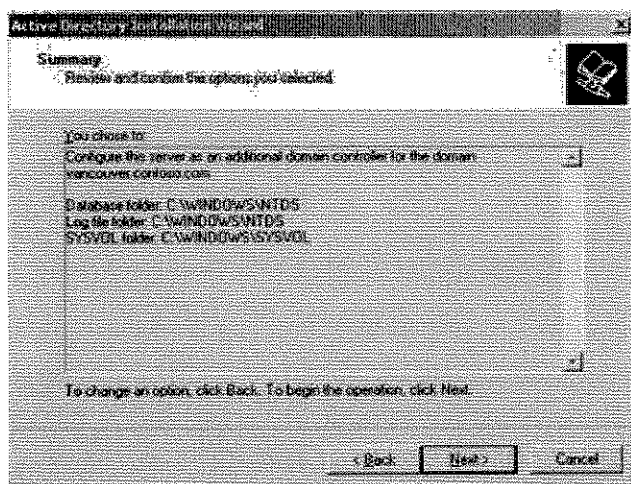 Active Directory Installation Wizard
Summary
Review and confirm the options you selected.
You chose to:
Configure this server as an additional domain controller for the domain
vancouver.contoso.com.
Database folder: C:\WINDOWS\NTDS
Log file folder: C:\WINDOWS\NTDS
SYSVOL folder: C:\WINDOWS\SYSVOL
To change an option, click Back. To begin the operation, click Next.
< Back
Next >
Cancel